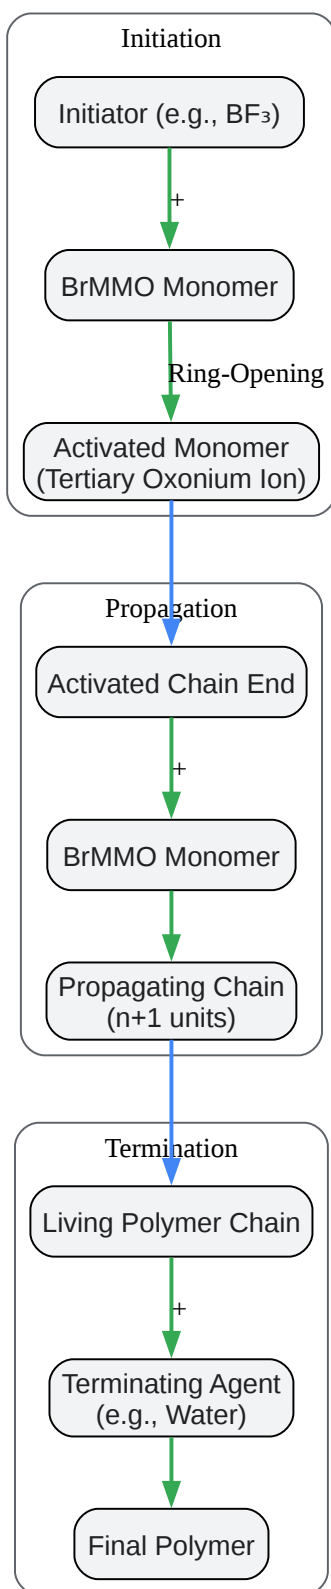 Initiation
Initiator (e.g., BF₃)
+
BrMMO Monomer
Ring-Opening
Activated Monomer
(Tertiary Oxonium Ion)
Propagation
Activated Chain End
+
BrMMO Monomer
Propagating Chain
(n+1 units)
Termination
Living Polymer Chain
+
Terminating Agent
(e.g., Water)
Final Polymer